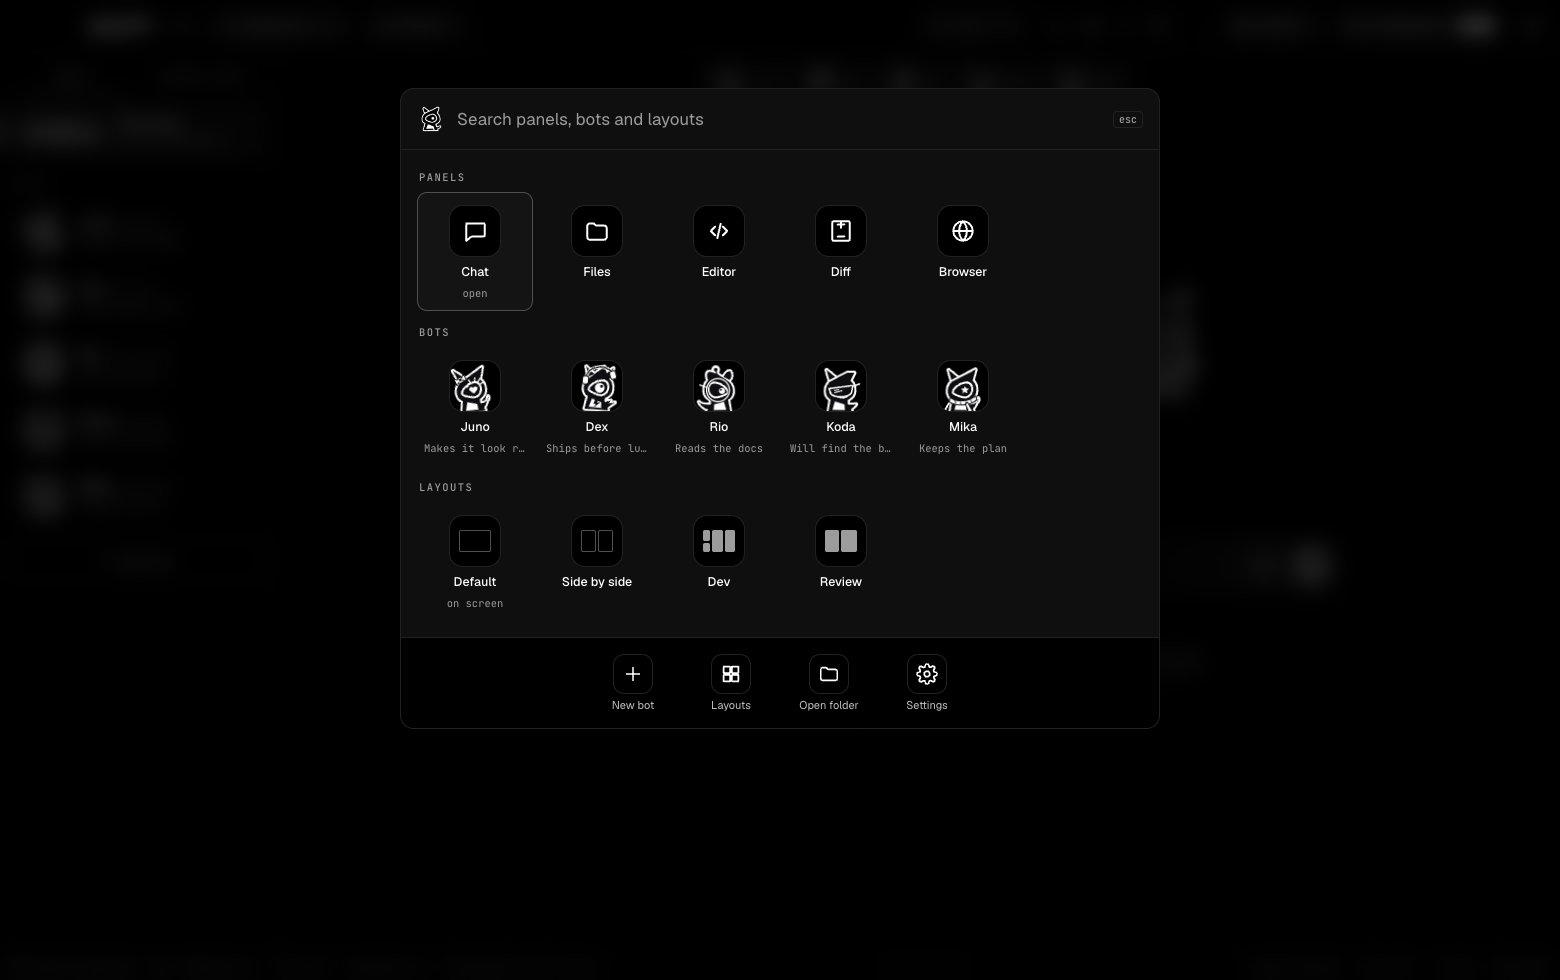 Search panels, bots and layouts
esc
PANELS
Chat
Files
Editor
Diff
Browser
open
BOTS
Juno
Dex
Rio
Koda
Mika
Makes it look r…
Ships before lu…
Reads the docs
Will find the b…
Keeps the plan
LAYOUTS
Default
Side by side
Dev
Review
on screen
New bot
Layouts
Open folder
Settings